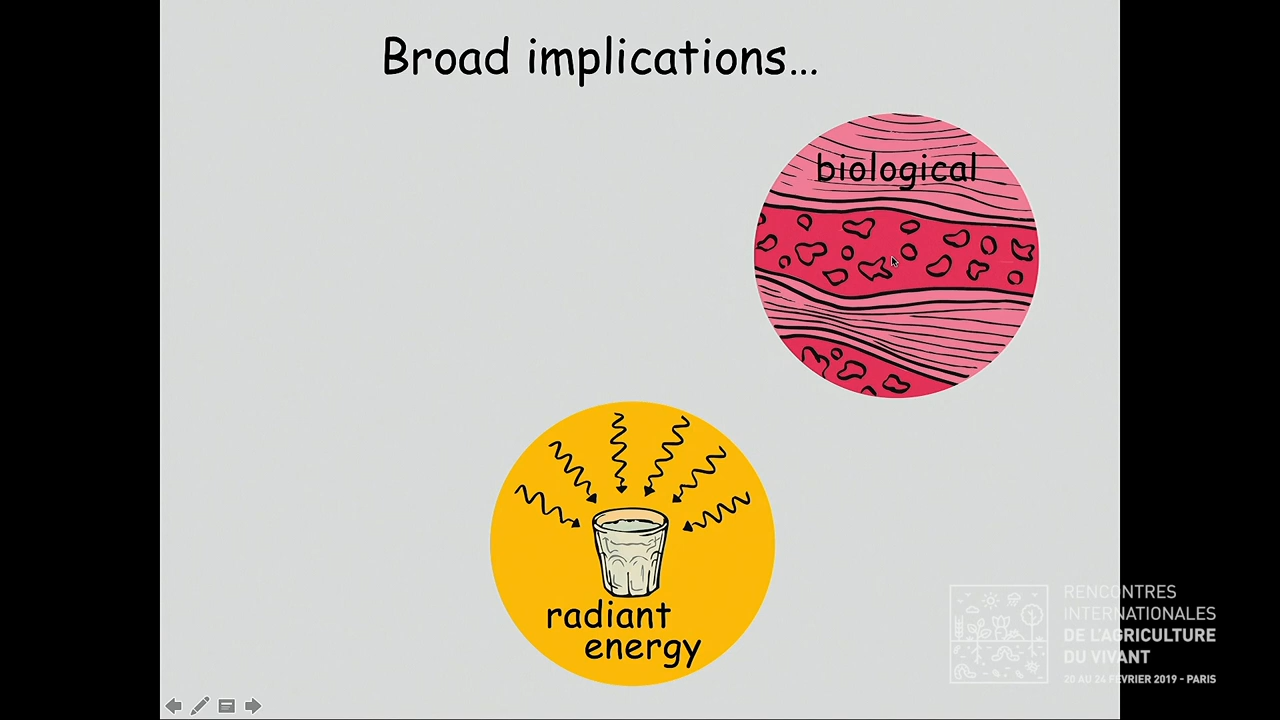 Broad implications...
biological
radiant
energy
RENCONTRES
INTERNATIONALES
DE L'AGRICULTURE
DU VIVANT
20 AU 24 FÉVRIER 2019 - PARIS